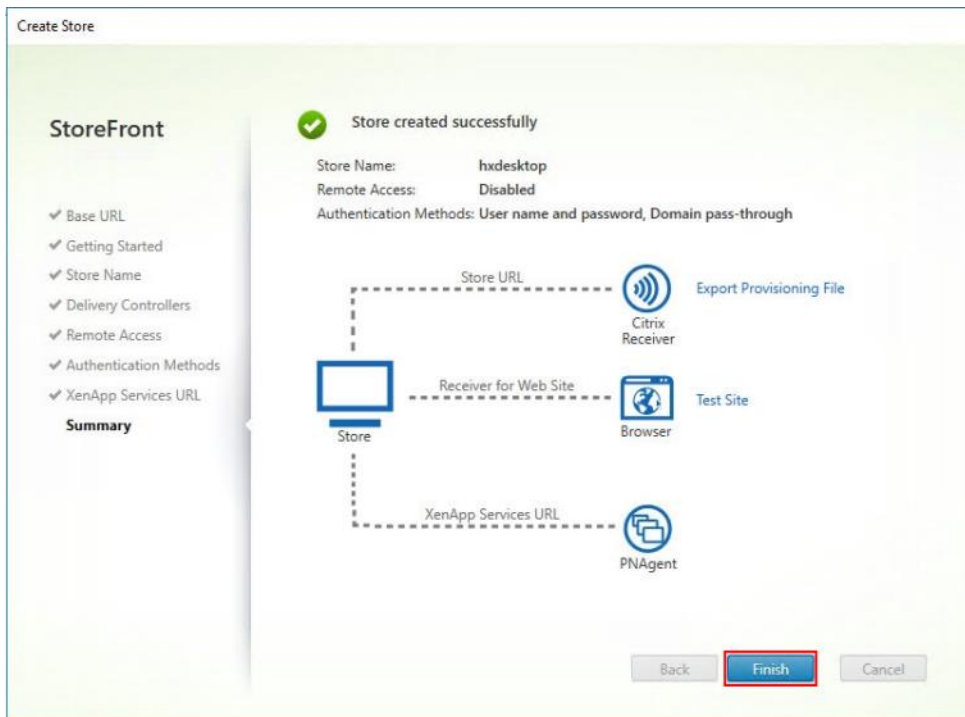 Create Store
StoreFront
✔ Base URL
✔ Getting Started
✔ Store Name
✔ Delivery Controllers
✔ Remote Access
✔ Authentication Methods
✔ XenApp Services URL
Summary
Store created successfully
Store Name: hxdesktop
Remote Access: Disabled
Authentication Methods: User name and password, Domain pass-through
Store URL
Citrix
Receiver
Export Provisioning File
Store
Receiver for Web Site
Browser
Test Site
XenApp Services URL
PNAgent
Back Finish Cancel